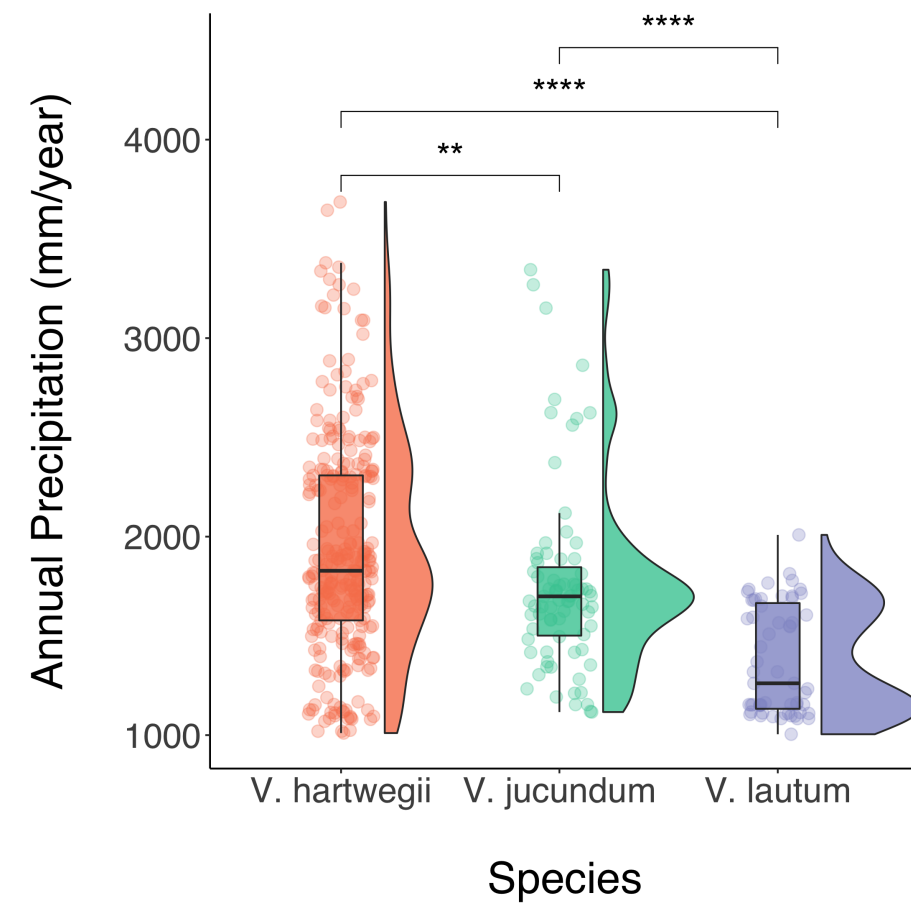 ****
****
**
Annual Precipitation (mm/year)
4000
3000
2000
1000
V. hartwegii
V. jucundum
V. lautum
Species